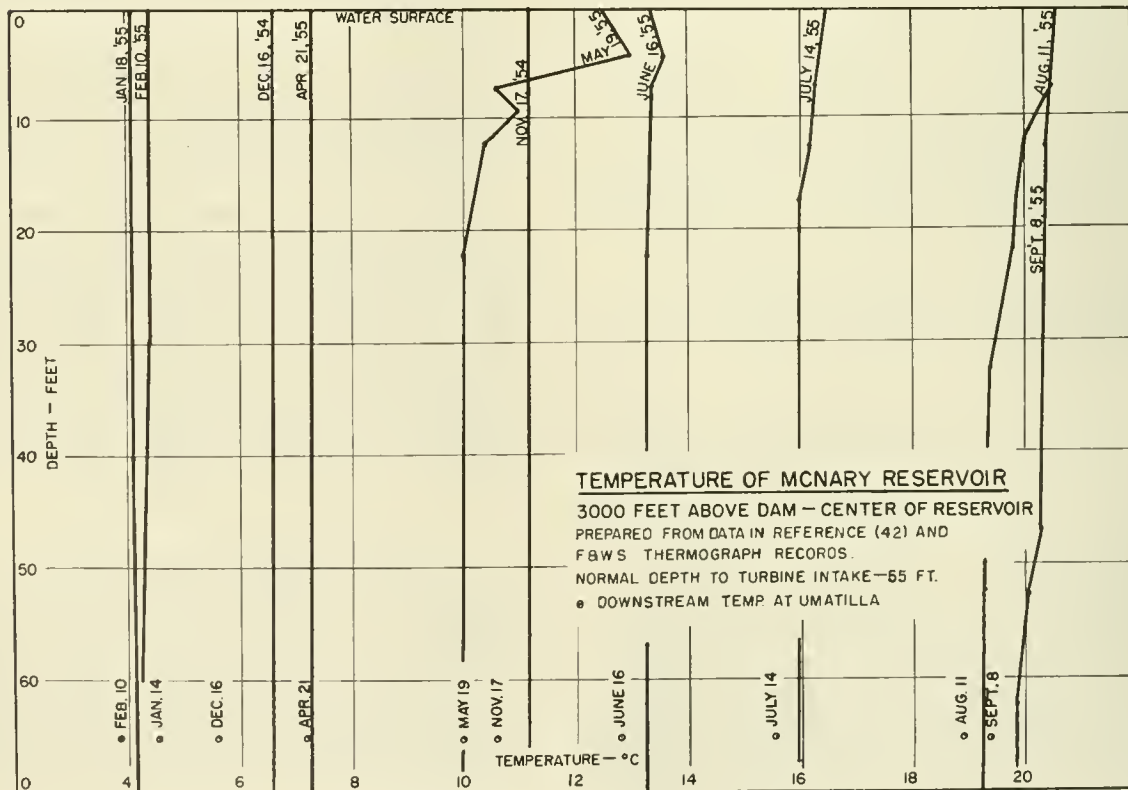 0
WATER SURFACE
JAN 18, '55
FEB. 10, '55
DEC. 16, '54
APR. 21, '55
NOV. 17, '54
MAY 19, '55
JUNE 16, '55
JULY 14, '55
AUG. 11, '55
SEPT. 8, '55
10
20
30
40
50
60
DEPTH — FEET
TEMPERATURE OF MCNARY RESERVOIR
3000 FEET ABOVE DAM — CENTER OF RESERVOIR
PREPARED FROM DATA IN REFERENCE (42) AND
F&WS THERMOGRAPH RECORDS.
NORMAL DEPTH TO TURBINE INTAKE—55 FT.
DOWNSTREAM TEMP. AT UMATILLA
FEB. 10
JAN. 14
DEC. 16
APR. 21
MAY 19
NOV. 17
JUNE 16
JULY 14
AUG. 11
SEPT. 8
TEMPERATURE — °C
0
4
6
8
10
12
14
16
18
20